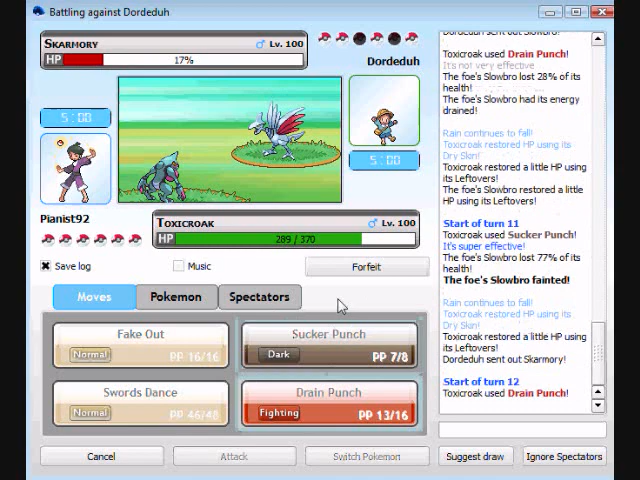 Battling against Dordeduh
SKARMORY
Lv. 100
HP
17%
Dordeduh
5:08
5:00
Pianist92
TOXICROAK
Lv. 100
HP
289 / 370
Save log
Music
Forfeit
Moves
Pokemon
Spectators
Fake Out
Normal
PP 16/16
Sucker Punch
Dark
PP 7/8
Swords Dance
Normal
PP 46/48
Drain Punch
Fighting
PP 13/16
Cancel
Attack
Switch Pokemon
Dordeduh sent out Slowbro!
Toxicroak used Drain Punch!
It's not very effective
The foe's Slowbro lost 28% of its
health!
The foe's Slowbro had its energy
drained!
Rain continues to fall!
Toxicroak restored HP using its
Dry Skin!
Toxicroak restored a little HP using
its Leftovers!
The foe's Slowbro restored a little
HP using its Leftovers!
Start of turn 11
Toxicroak used Sucker Punch!
It's super effective!
The foe's Slowbro lost 77% of its
health!
The foe's Slowbro fainted!
Rain continues to fall!
Toxicroak restored HP using its
Dry Skin!
Toxicroak restored a little HP using
its Leftovers!
Dordeduh sent out Skarmory!
Start of turn 12
Toxicroak used Drain Punch!
Suggest draw
Ignore Spectators